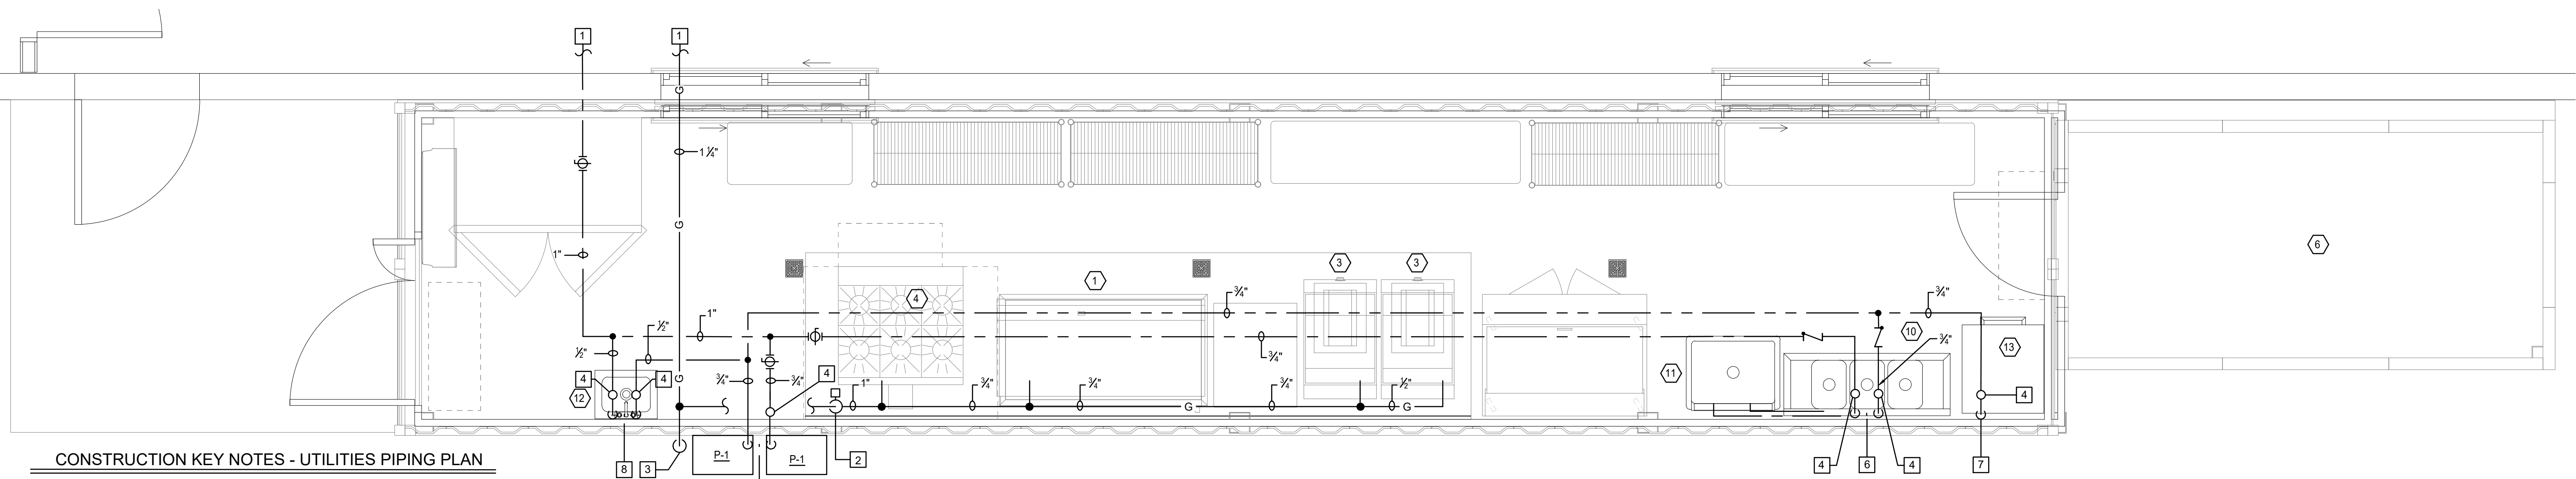 1 1
G
1 ¼"
G
1"
6
3 3
1
4
¾" ¾"
½" 1"
10
½" ¾" ¾"
13
G
4 4 ¾" ¾" 4 11
12 1" ¾" ¾" ¾" ½" 4
G G
CONSTRUCTION KEY NOTES - UTILITIES PIPING PLAN
P-1 P-1 2
8 3 4 6 4 7